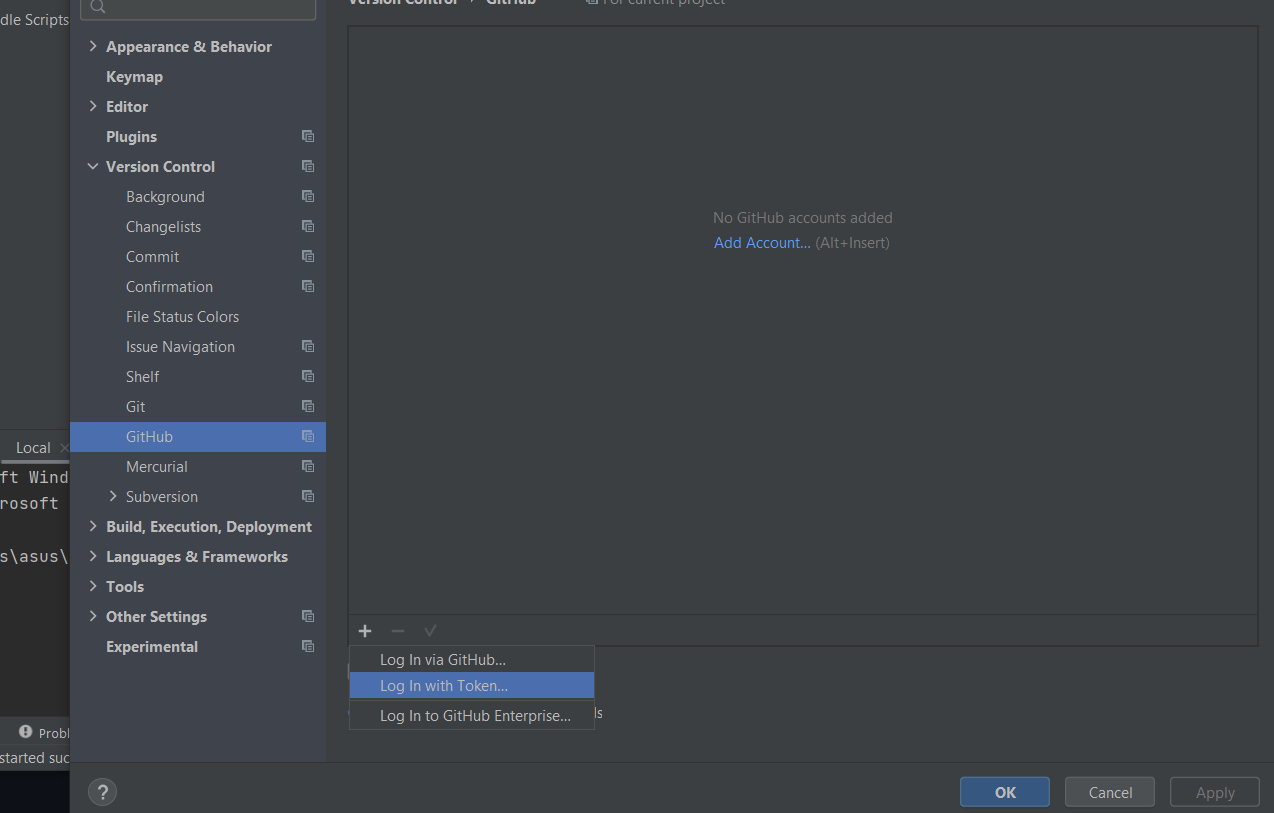 dle Scripts
Version Control
GitHub
For current project
Appearance & Behavior
Keymap
Editor
Plugins
Version Control
Background
Changelists
Commit
Confirmation
File Status Colors
Issue Navigation
Shelf
Git
GitHub
Mercurial
Subversion
Build, Execution, Deployment
Languages & Frameworks
Tools
Other Settings
Experimental
No GitHub accounts added
Add Account... (Alt+Insert)
Local
ft Wind
rosoft
s\asus\
Log In via GitHub...
Log In with Token...
Log In to GitHub Enterprise...
ls
Probl
started suc
?
OK
Cancel
Apply